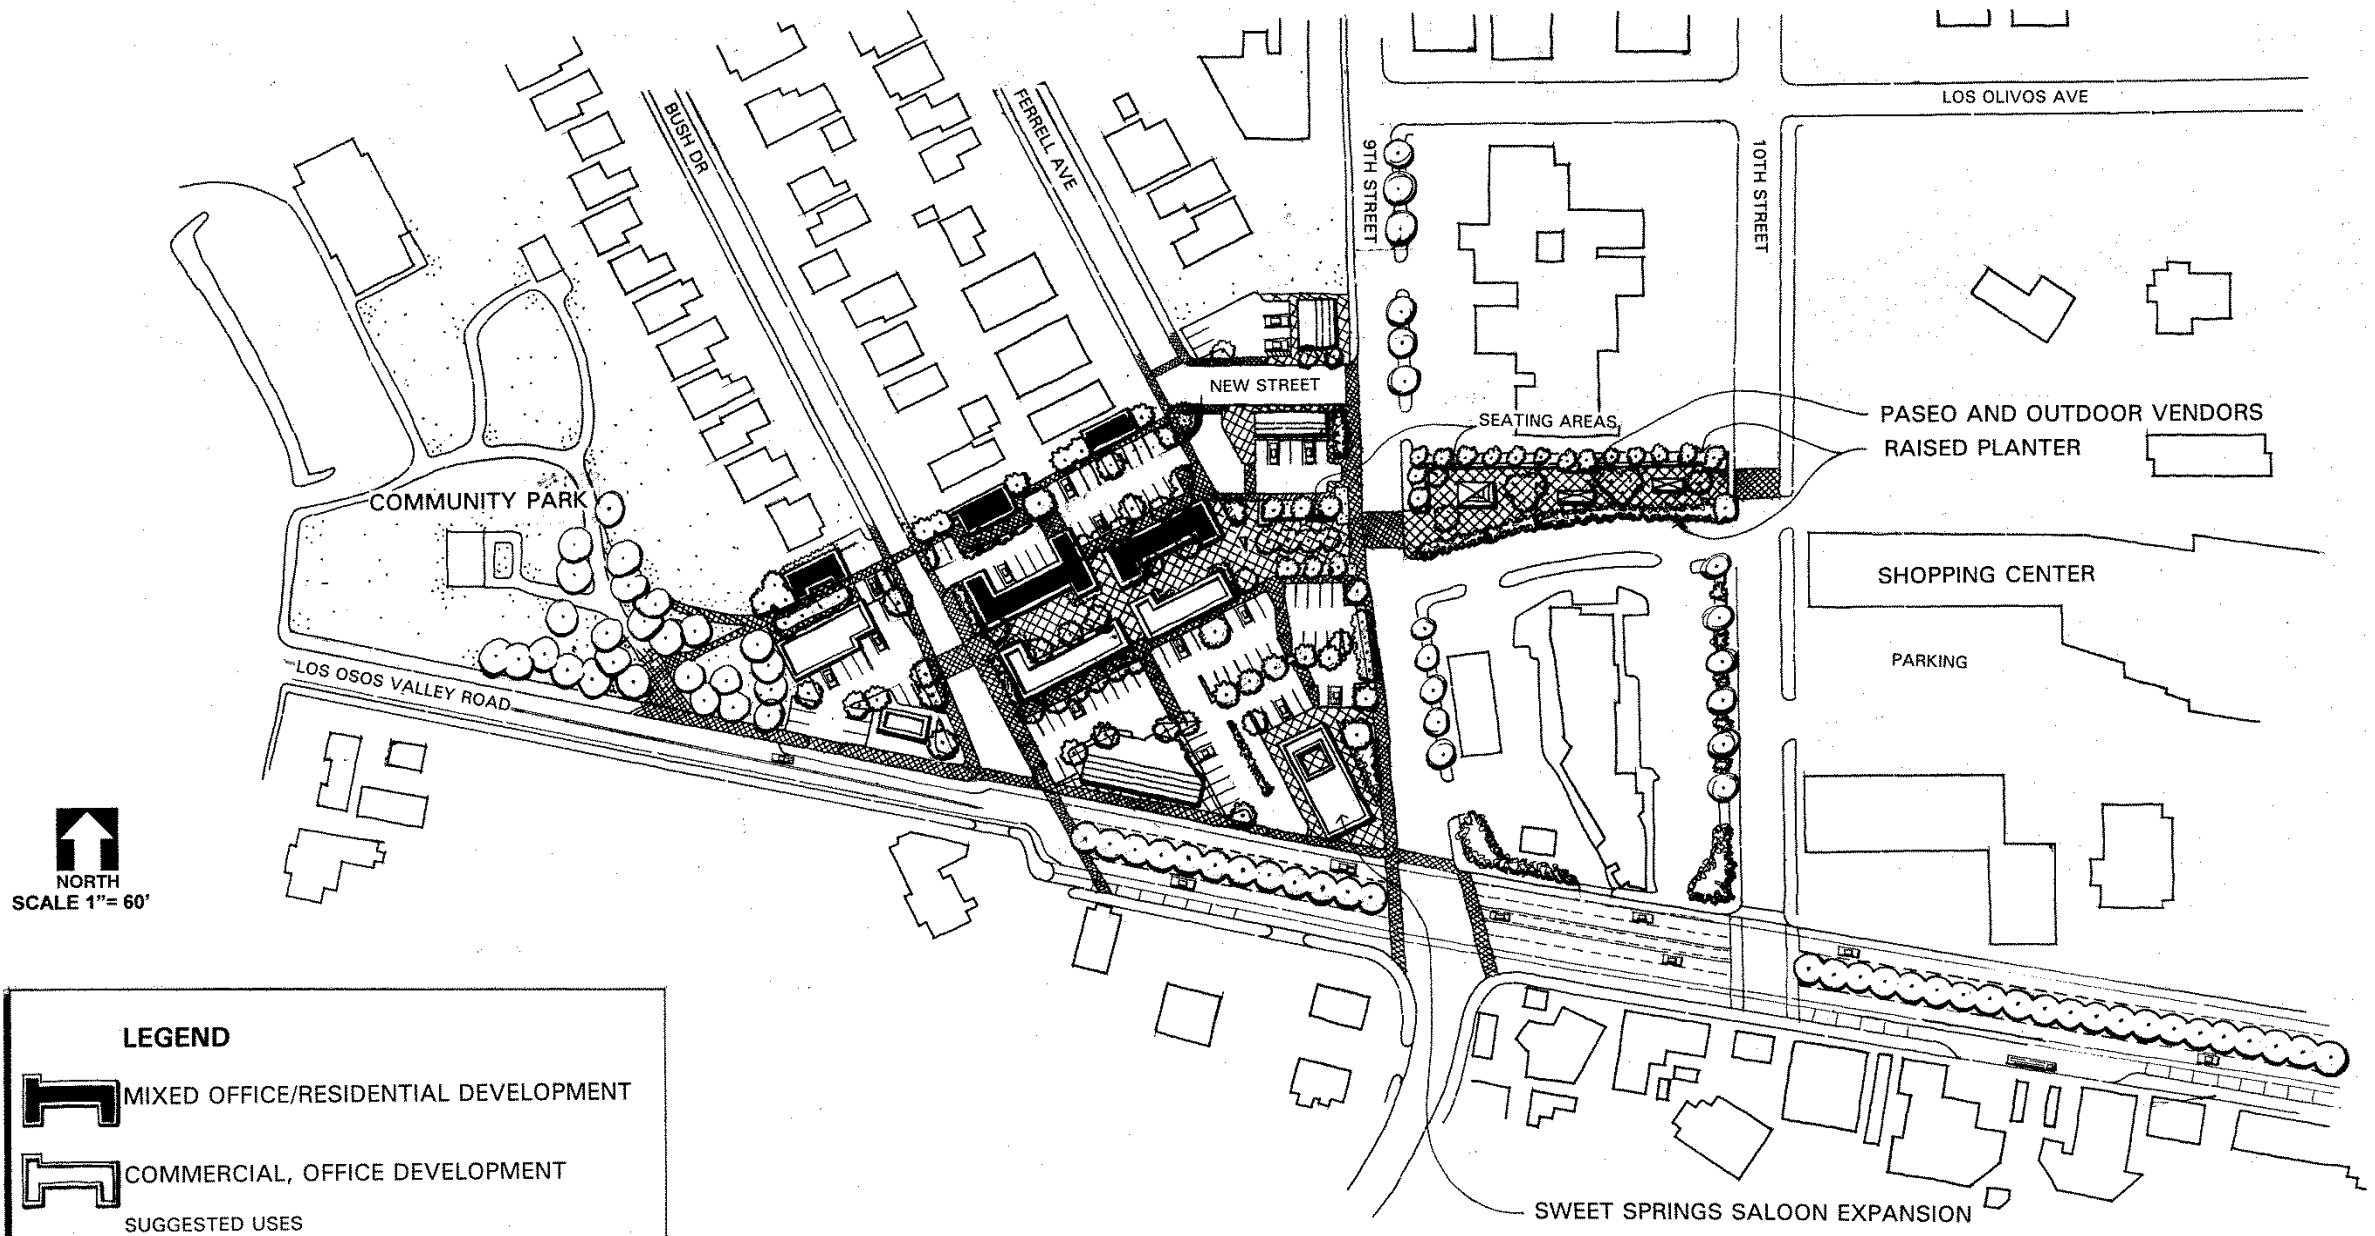 LOS OLIVOS AVE
BUSH DR
FERRELL AVE
9TH STREET
10TH STREET
NEW STREET
SEATING AREAS
PASEO AND OUTDOOR VENDORS
RAISED PLANTER
COMMUNITY PARK
SHOPPING CENTER
PARKING
LOS OSOS VALLEY ROAD
NORTH
SCALE 1"= 60'
LEGEND
MIXED OFFICE/RESIDENTIAL DEVELOPMENT
COMMERCIAL, OFFICE DEVELOPMENT
SUGGESTED USES
SWEET SPRINGS SALOON EXPANSION